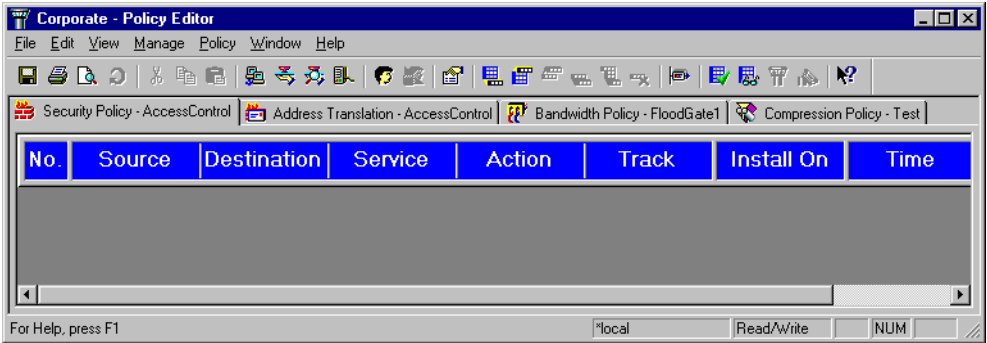 Corporate - Policy Editor
File Edit View Manage Policy Window Help
Security Policy - AccessControl Address Translation - AccessControl Bandwidth Policy - FloodGate1 Compression Policy - Test
No. Source Destination Service Action Track Install On Time
For Help, press F1 *local Read/Write NUM